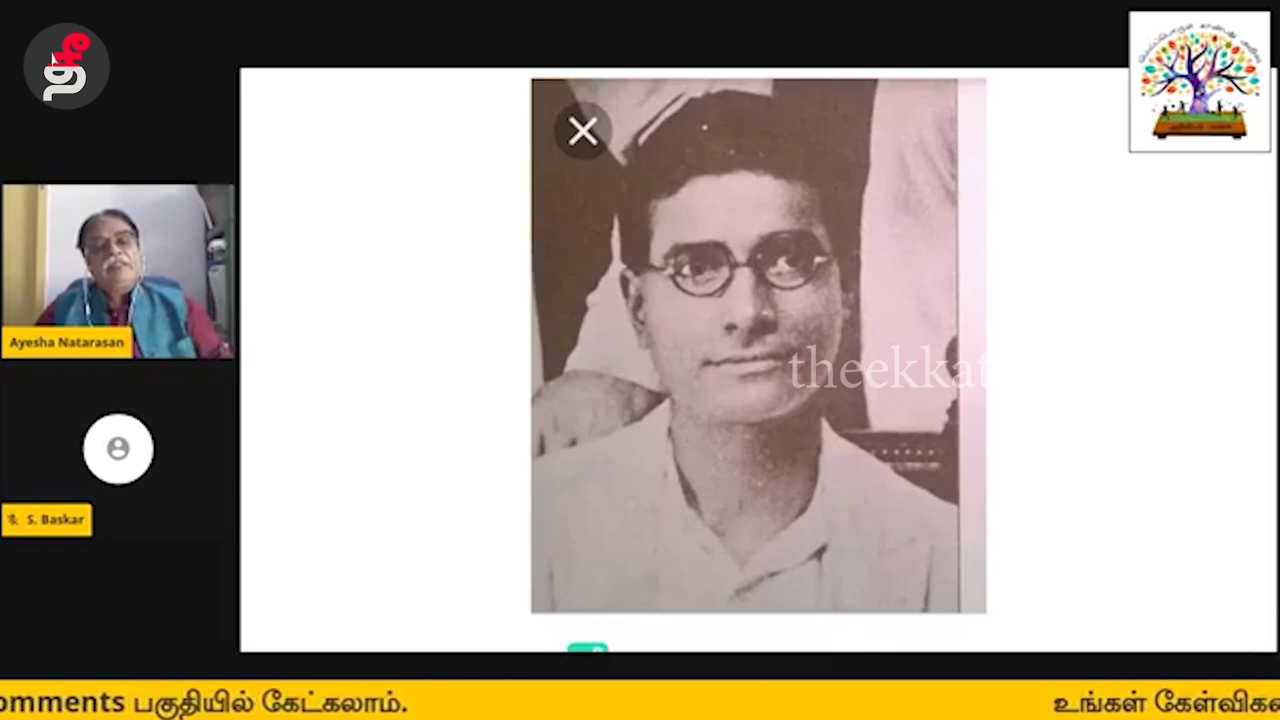 தீ
theekkat
Ayesha Natarasan
S. Baskar
omments பகுதியில் கேட்கலாம்.
உங்கள் கேள்விகள